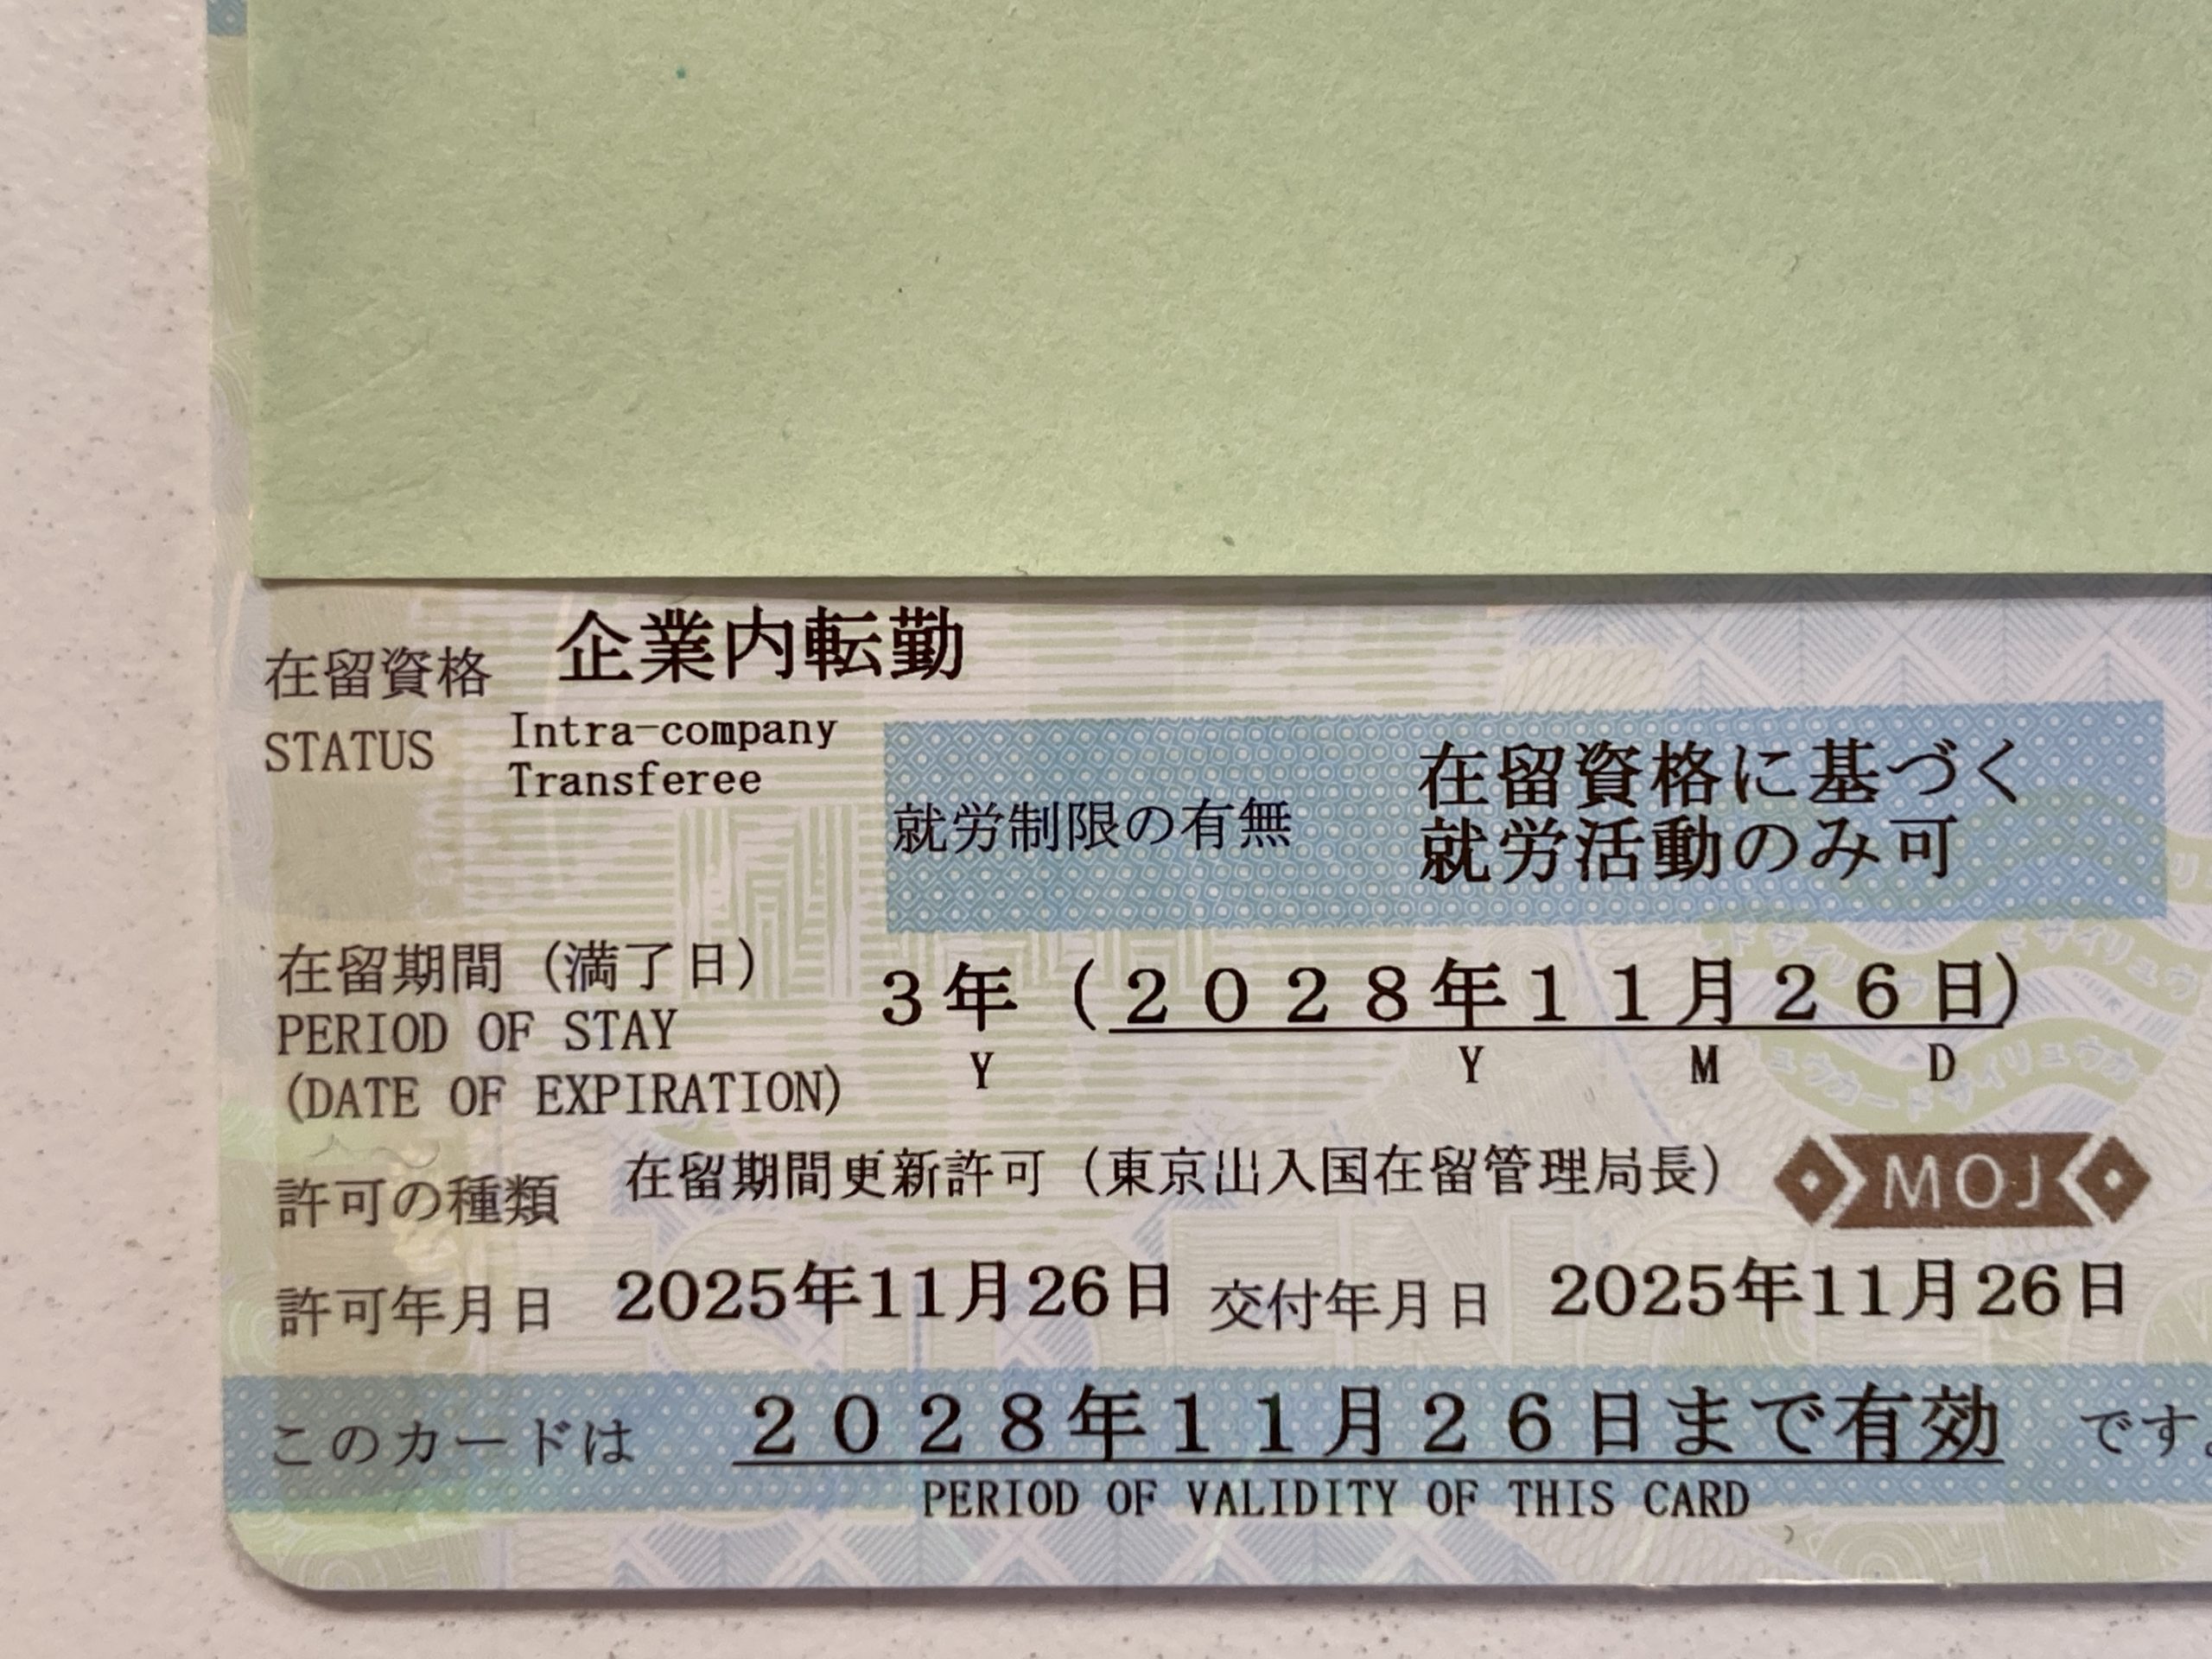 在留資格 企業内転勤
STATUS Intra-company
Transferee
就労制限の有無 在留資格に基づく
就労活動のみ可
在留期間（満了日） 3年（2028年11月26日）
PERIOD OF STAY Y Y M D
(DATE OF EXPIRATION)
許可の種類 在留期間更新許可（東京出入国在留管理局長） MOJ
許可年月日 2025年11月26日 交付年月日 2025年11月26日
このカードは 2028年11月26日まで有効 です。
PERIOD OF VALIDITY OF THIS CARD